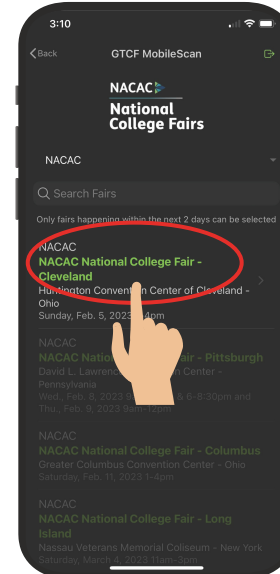 3:10
Back
GTCF MobileScan
NACAC
National
College Fairs
NACAC
Search Fairs
Only fairs happening within the next 2 days can be selected
NACAC
NACAC National College Fair -
Cleveland
Huntington Convention Center of Cleveland -
Ohio
Sunday, Feb. 5, 2023 1-4pm
NACAC
NACAC National College Fair - Pittsburgh
David L. Lawrence Convention Center -
Pennsylvania
Wed., Feb. 9, 2023 & 6-8:30pm and
Thu., Feb. 9, 2023 9am-12pm
NACAC
NACAC National College Fair - Columbus
Greater Columbus Convention Center - Ohio
Saturday, Feb. 11, 2023 1-4pm
NACAC
NACAC National College Fair - Long
Island
Nassau Veterans Memorial Coliseum - New York
Saturday, March 4, 2023 11am-3pm